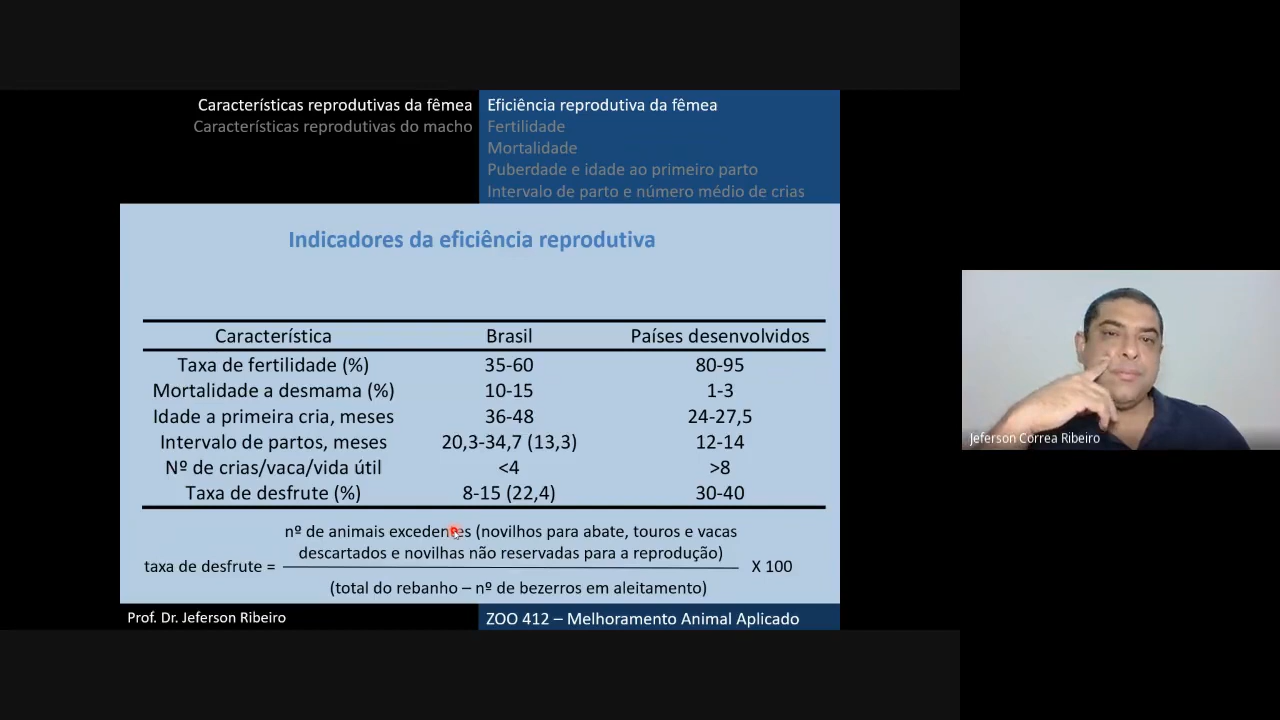 Características reprodutivas da fêmea
Características reprodutivas do macho
Eficiência reprodutiva da fêmea
Fertilidade
Mortalidade
Puberdade e idade ao primeiro parto
Intervalo de parto e número médio de crias
Indicadores da eficiência reprodutiva
Característica Brasil Países desenvolvidos
Taxa de fertilidade (%) 35-60 80-95
Mortalidade a desmama (%) 10-15 1-3
Idade a primeira cria, meses 36-48 24-27,5
Intervalo de partos, meses 20,3-34,7 (13,3) 12-14
Nº de crias/vaca/vida útil <4 >8
Taxa de desfrute (%) 8-15 (22,4) 30-40
nº de animais excedentes (novilhos para abate, touros e vacas
descartados e novilhas não reservadas para a reprodução)
taxa de desfrute = X 100
(total do rebanho – nº de bezerros em aleitamento)
Prof. Dr. Jeferson Ribeiro
ZOO 412 – Melhoramento Animal Aplicado
Jeferson Correa Ribeiro